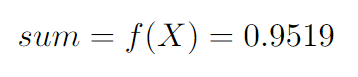 sum = f(X) = 0.9519